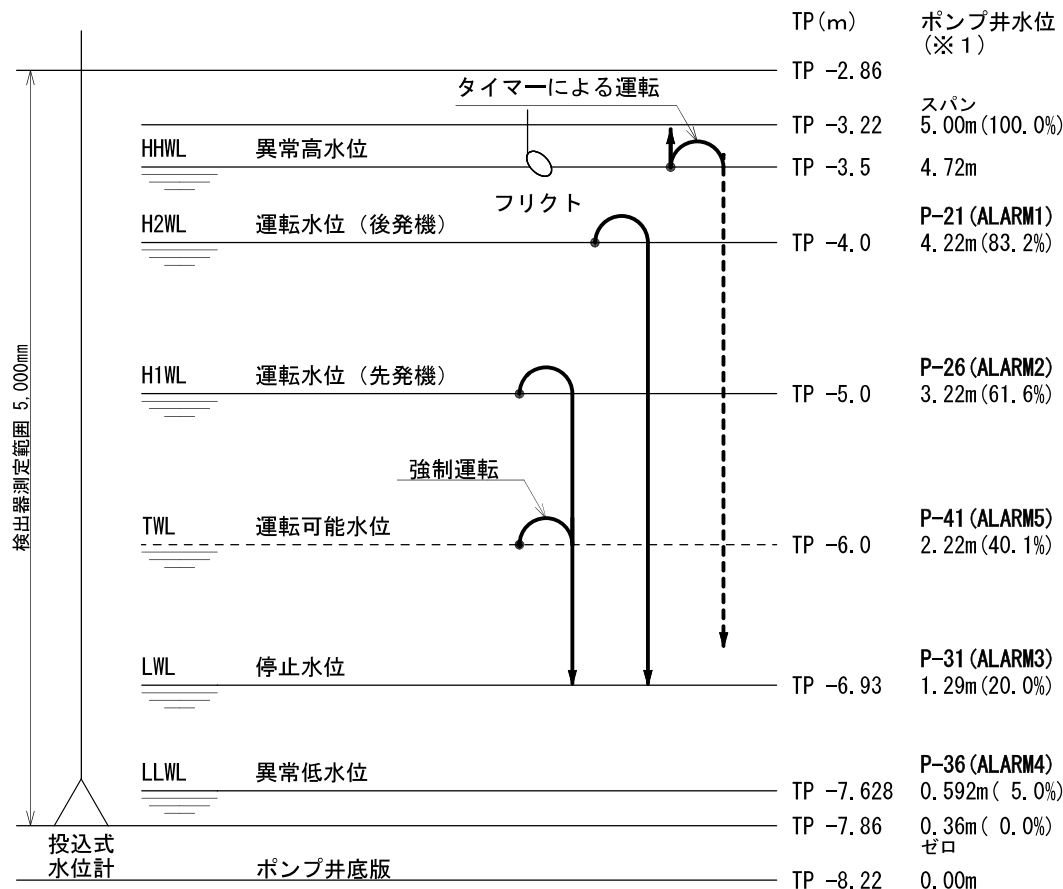 TP(m) ポンプ井水位
(※1)
TP -2.86
タイマーによる運転
スパン
TP -3.22 5.00m(100.0%)
HHWL 異常高水位
TP -3.5 4.72m
フリクト
P-21(ALARM1)
H2WL 運転水位(後発機)
TP -4.0 4.22m(83.2%)
P-26(ALARM2)
H1WL 運転水位(先発機)
TP -5.0 3.22m(61.6%)
検出器測定範囲 5,000mm
強制運転
P-41(ALARM5)
TWL 運転可能水位
TP -6.0 2.22m(40.1%)
P-31(ALARM3)
LWL 停止水位
TP -6.93 1.29m(20.0%)
P-36(ALARM4)
LLWL 異常低水位
TP -7.628 0.592m( 5.0%)
TP -7.86 0.36m( 0.0%)
ゼロ
投込式
水位計
ポンプ井底版
TP -8.22 0.00m